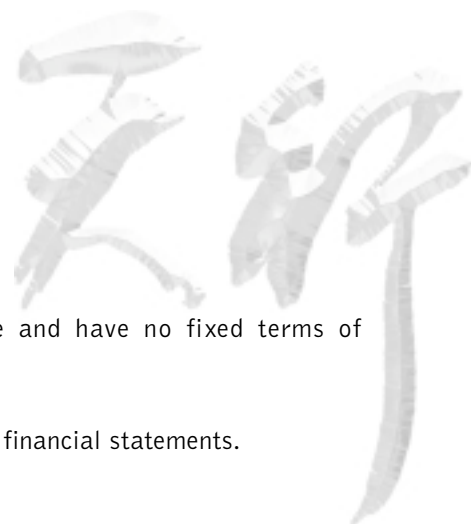 e and have no fixed terms of
financial statements.